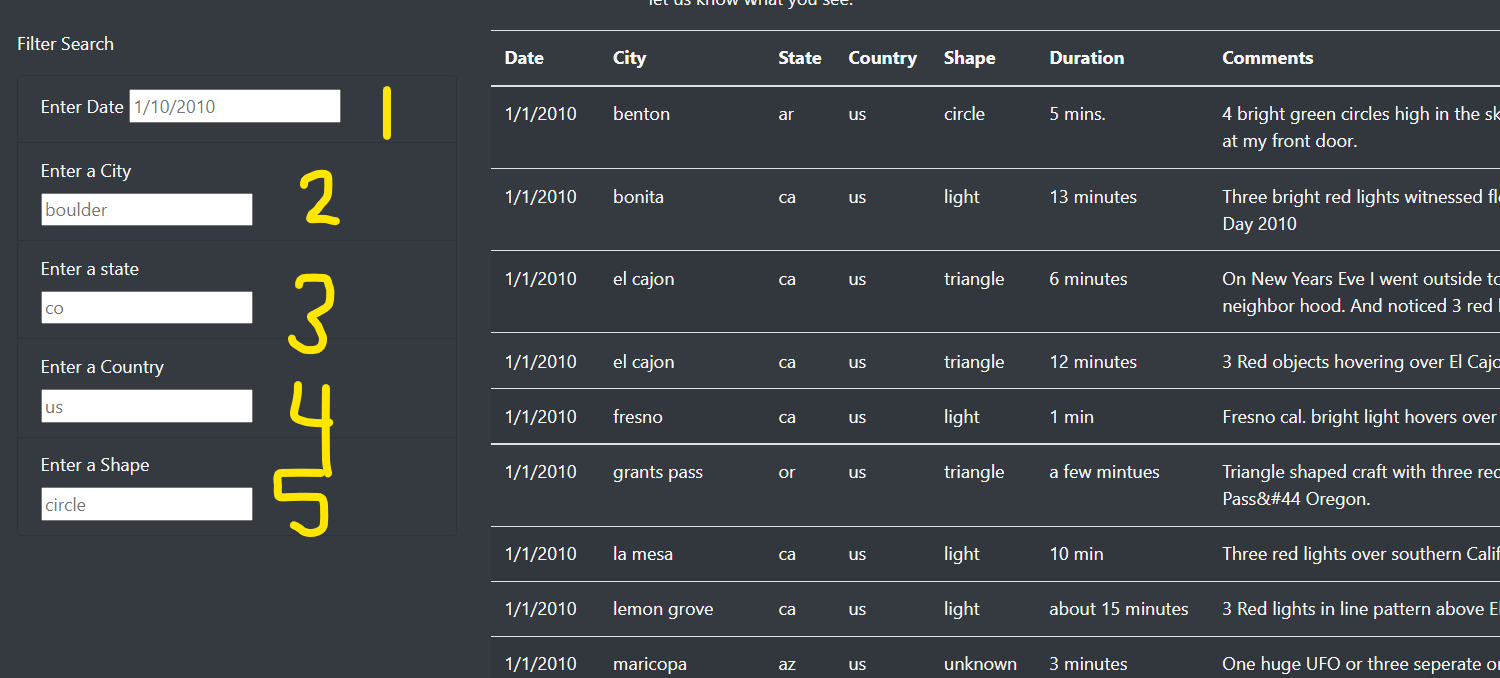 let us know what you see.
Filter Search
Enter Date 1/10/2010 1
Enter a City
boulder 2
Enter a state
co 3
Enter a Country
us 4
Enter a Shape
circle 5
Date City State Country Shape Duration Comments
1/1/2010 benton ar us circle 5 mins. 4 bright green circles high in the
at my front door.
1/1/2010 bonita ca us light 13 minutes Three bright red lights witnessed
Day 2010
1/1/2010 el cajon ca us triangle 6 minutes On New Years Eve I went outside to
neighbor hood. And noticed 3 red
1/1/2010 el cajon ca us triangle 12 minutes 3 Red objects hovering over El
1/1/2010 fresno ca us light 1 min Fresno cal. bright light hovers over
1/1/2010 grants pass or us triangle a few mintues Triangle shaped craft with three
Pass&#44 Oregon.
1/1/2010 la mesa ca us light 10 min Three red lights over southern
1/1/2010 lemon grove ca us light about 15 minutes 3 Red lights in line pattern above
1/1/2010 maricopa az us unknown 3 minutes One huge UFO or three seperate